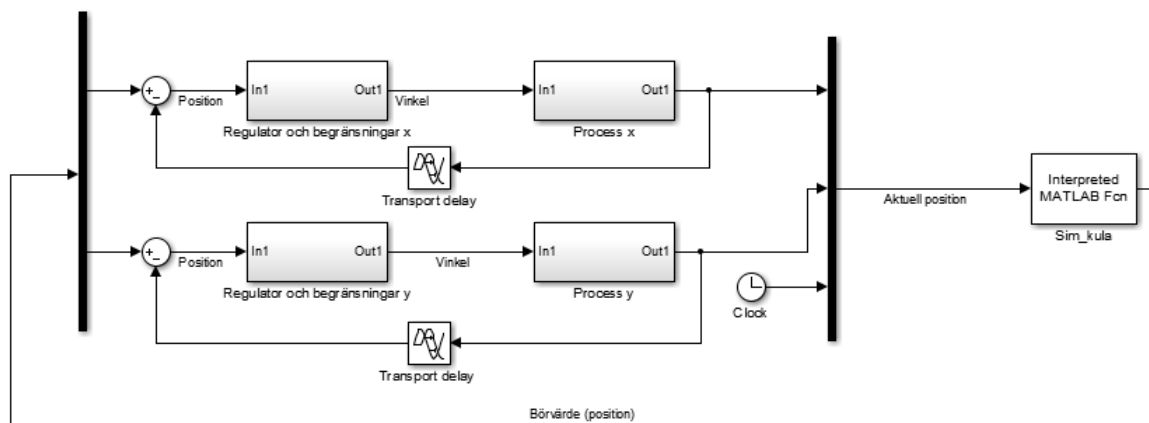 +
−
Position
In1
Out1
Regulator och begränsningar x
Vinkel
In1
Out1
Process x
Transport delay
+
−
Position
In1
Out1
Regulator och begränsningar y
Vinkel
In1
Out1
Process y
Transport delay
Clock
Aktuell position
Interpreted
MATLAB Fcn
Sim_kula
Börvärde (position)